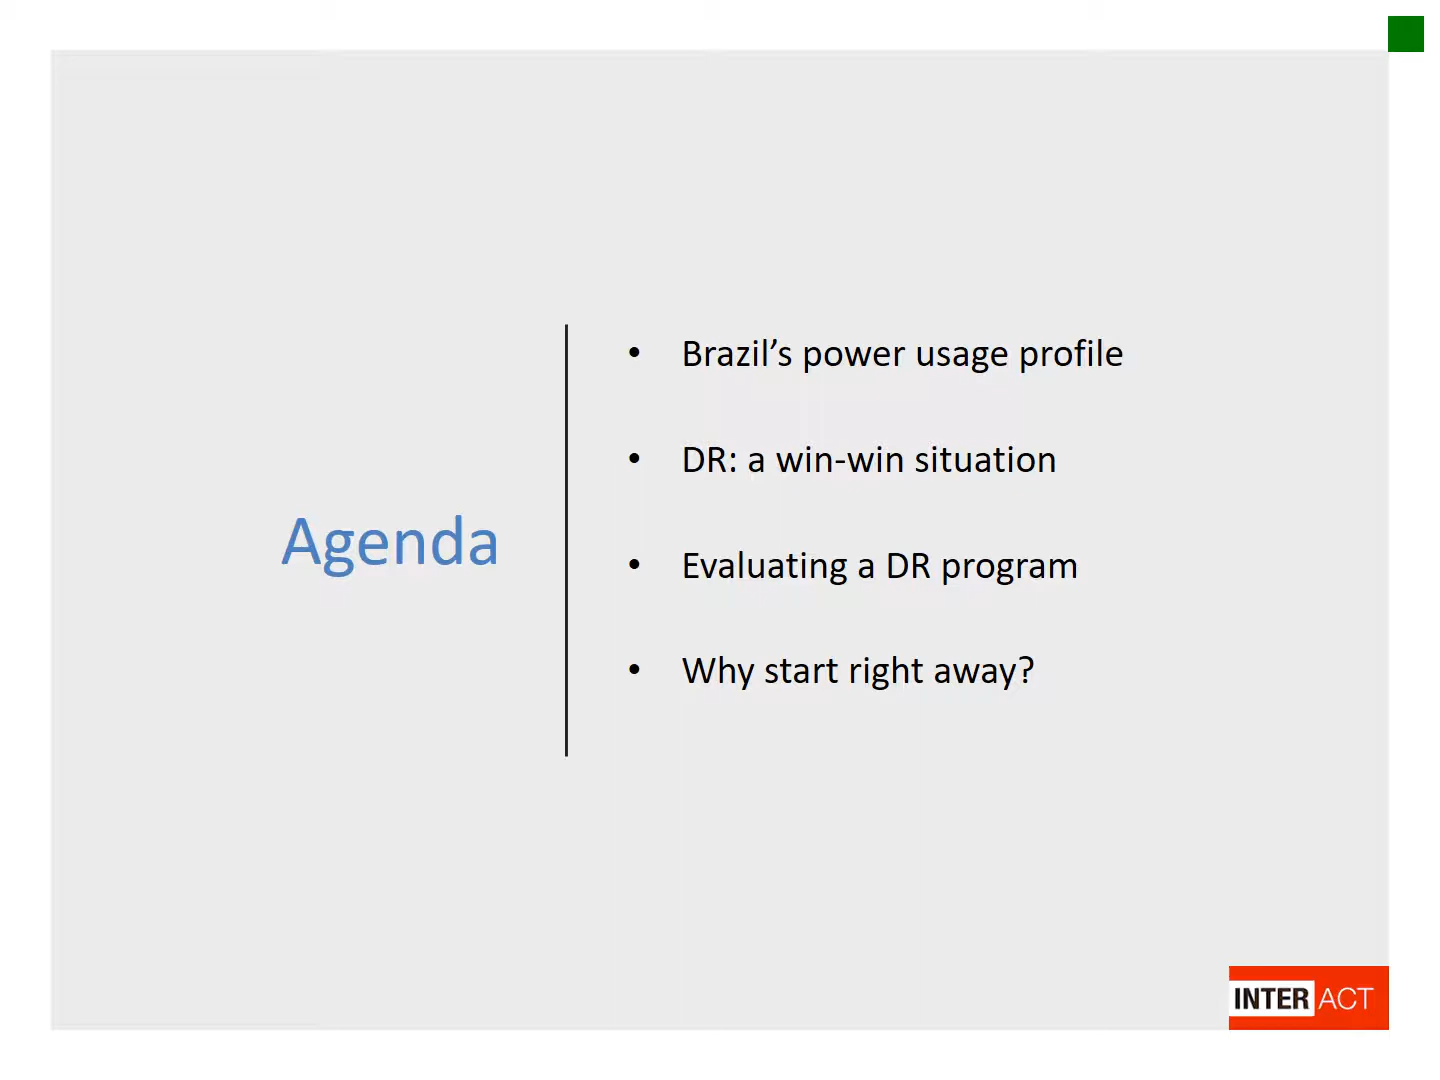 Agenda
• Brazil’s power usage profile
• DR: a win-win situation
• Evaluating a DR program
• Why start right away?
INTER ACT